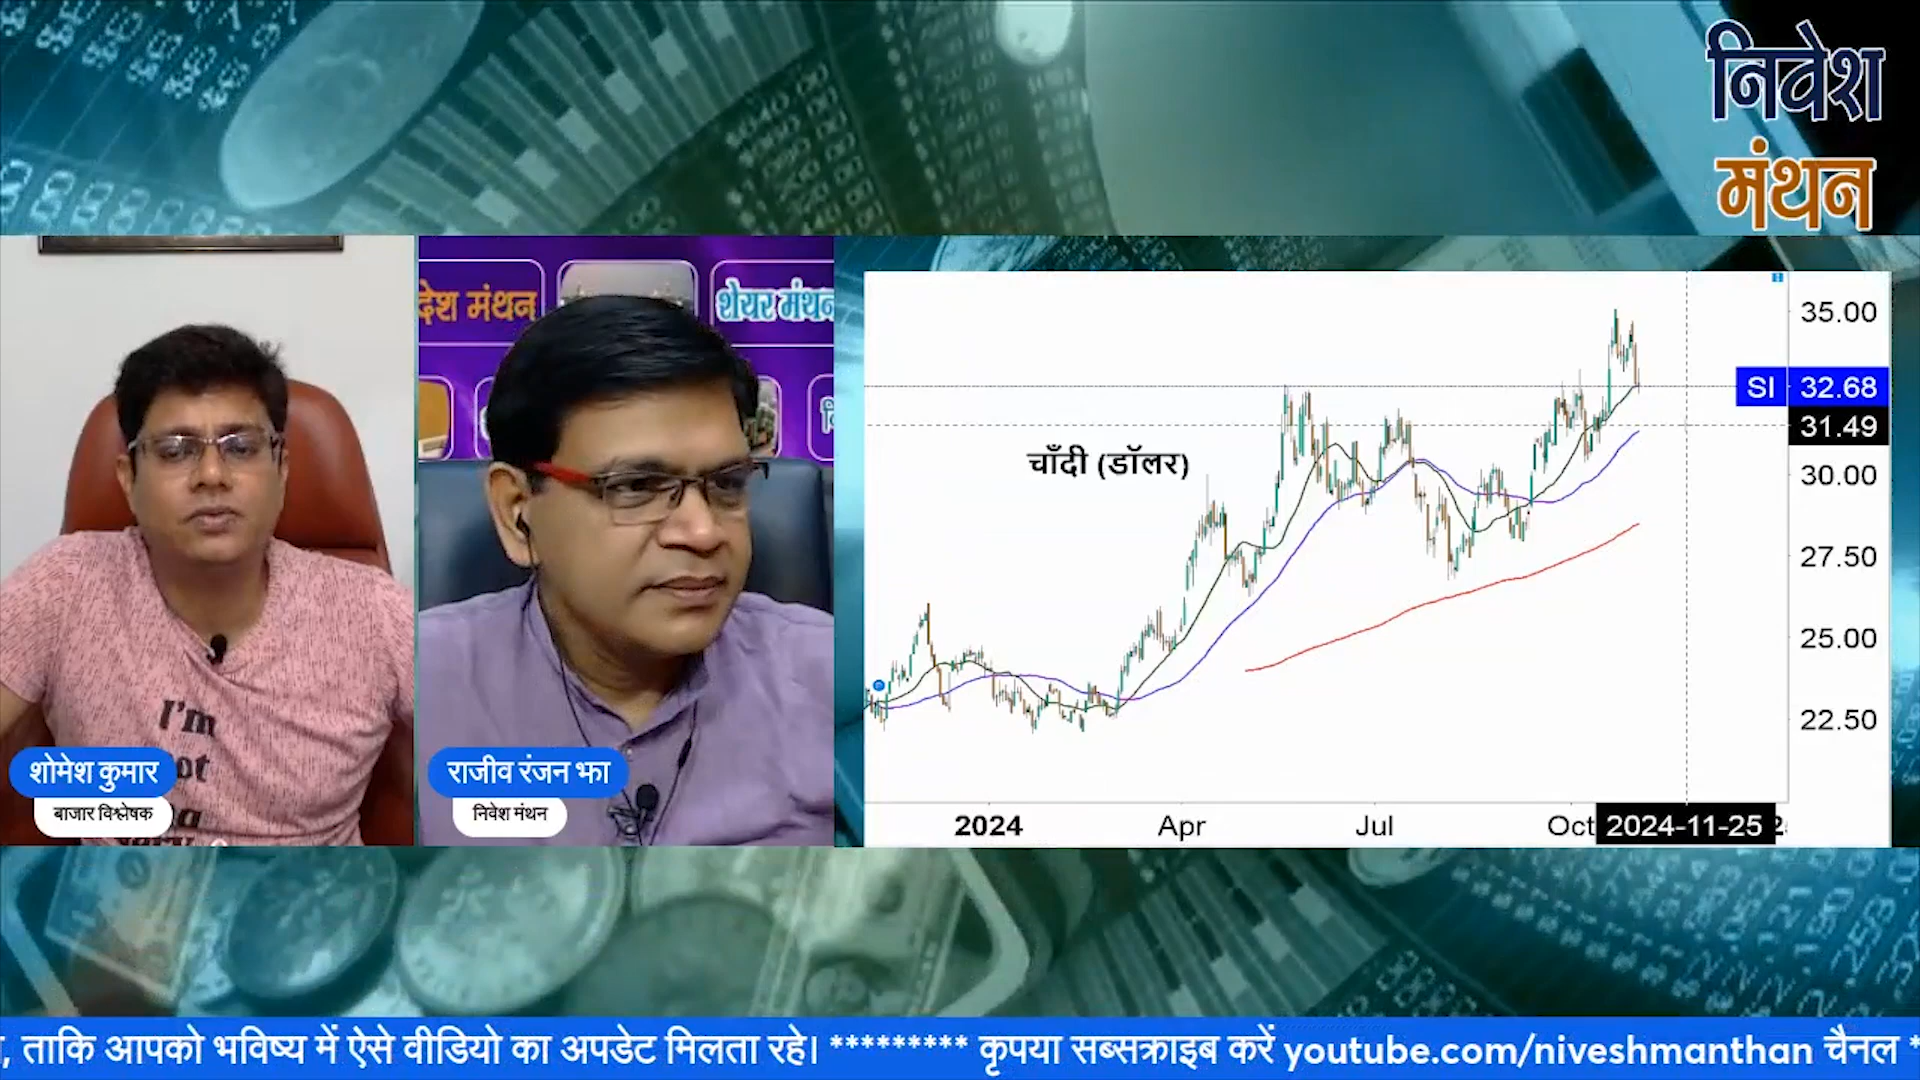 निवेश
मंथन
देश मंथन
शेयर मंथन
I'm
शोमेश कुमार
बाजार विश्लेषक
राजीव रंजन झा
निवेश मंथन
चाँदी (डॉलर)
35.00
SI 32.68
31.49
30.00
27.50
25.00
22.50
2024 Apr Jul Oct 2024-11-25
, ताकि आपको भविष्य में ऐसे वीडियो का अपडेट मिलता रहे। ********* कृपया सब्सक्राइब करें youtube.com/niveshmanthan चैनल *